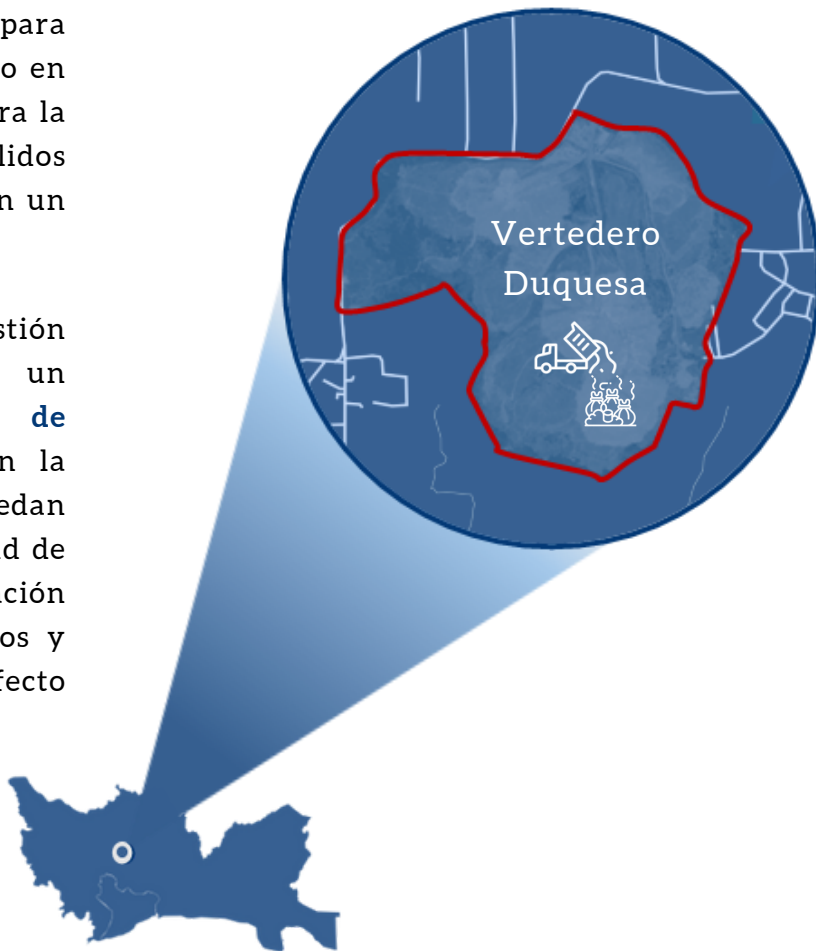 para
o en
ra la
lidos
n un
stión
un
de
n la
edan
d de
ción
os y
fecto
Vertedero
Duquesa